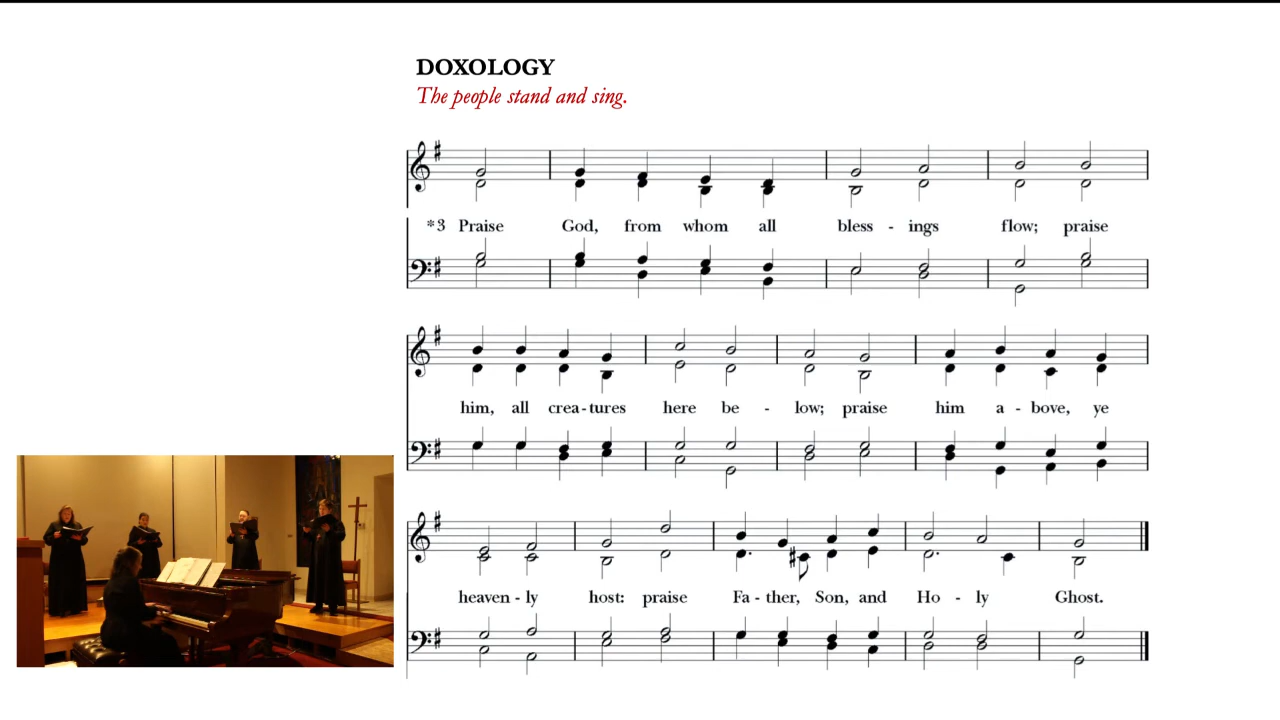 DOXOLOGY
The people stand and sing.
*3 Praise God, from whom all bless - ings flow; praise
him, all crea - tures here be - low; praise him a - bove, ye
heaven - ly host: praise Fa - ther, Son, and Ho - ly Ghost.